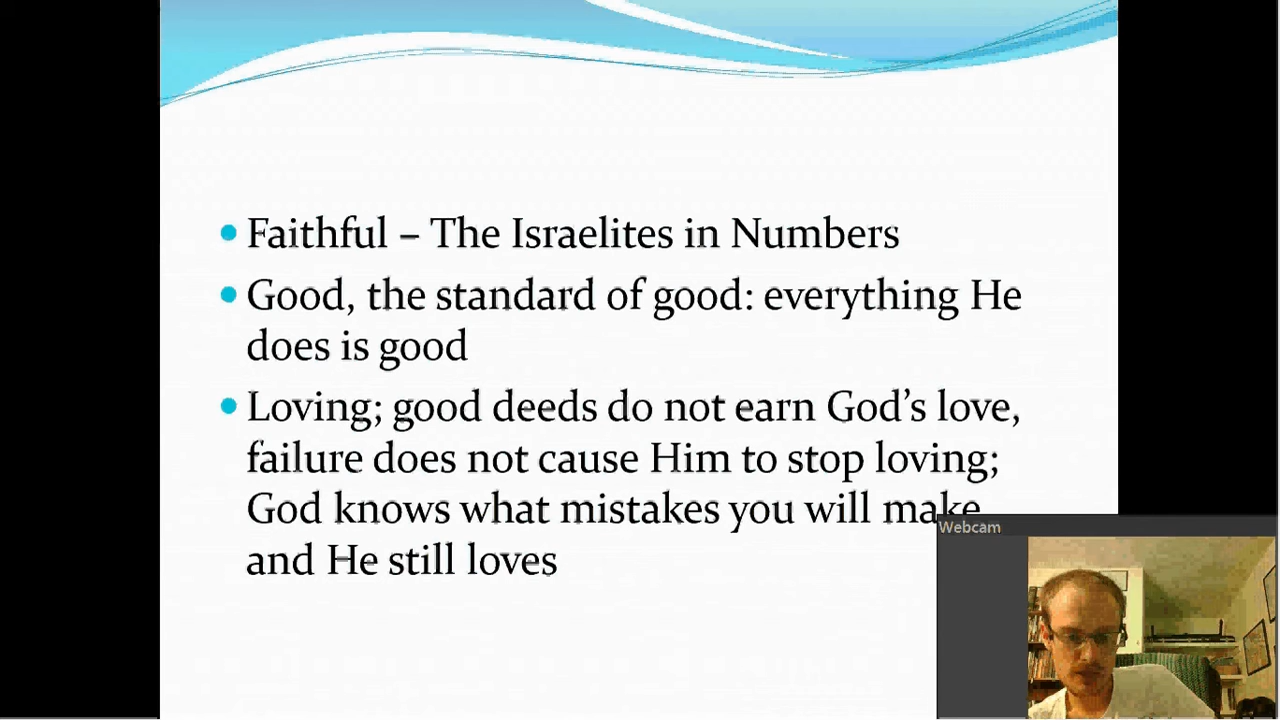 • Faithful – The Israelites in Numbers
• Good, the standard of good: everything He
does is good
• Loving; good deeds do not earn God’s love,
failure does not cause Him to stop loving;
God knows what mistakes you will make
and He still loves
Webcam